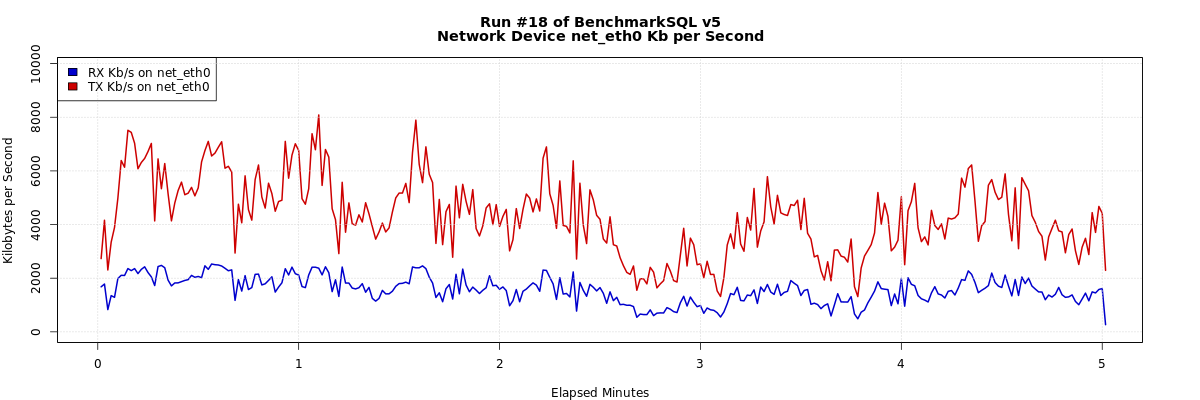 Run #18 of BenchmarkSQL v5
Network Device net_eth0 Kb per Second
RX Kb/s on net_eth0
TX Kb/s on net_eth0
Kilobytes per Second
10000
8000
6000
4000
2000
0
0 1 2 3 4 5
Elapsed Minutes